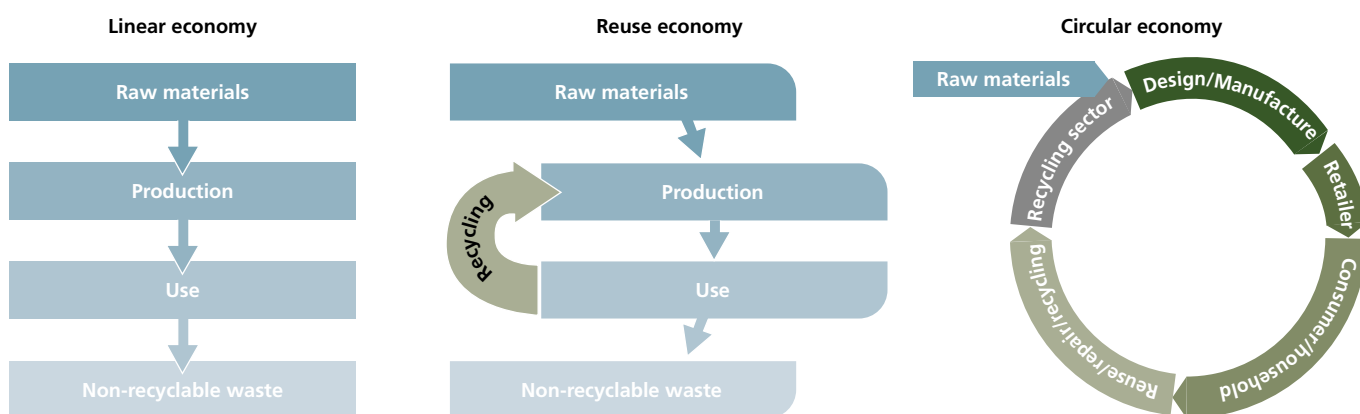 Linear economy
Raw materials
Production
Use
Non-recyclable waste
Reuse economy
Raw materials
Production
Recycling
Use
Non-recyclable waste
Circular economy
Raw materials
Design/Manufacture
Retailer
Consumer/household
Reuse/repair/recycling
Recycling sector